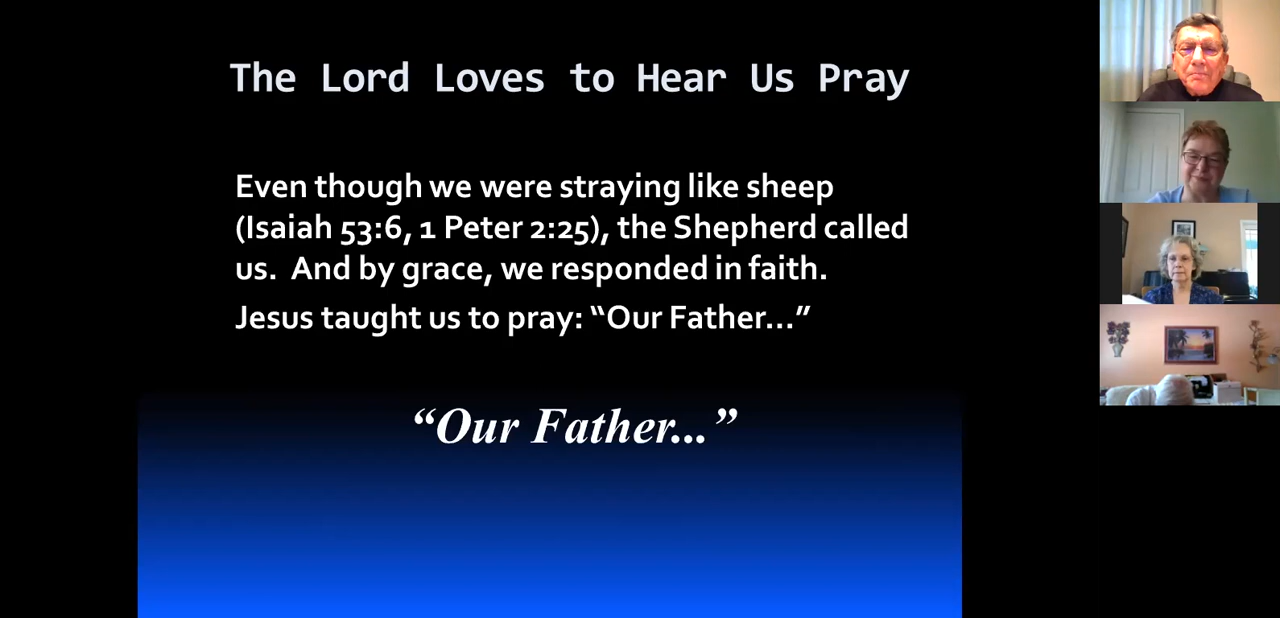 The Lord Loves to Hear Us Pray
Even though we were straying like sheep
(Isaiah 53:6, 1 Peter 2:25), the Shepherd called
us. And by grace, we responded in faith.
Jesus taught us to pray: “Our Father...”
“Our Father...”